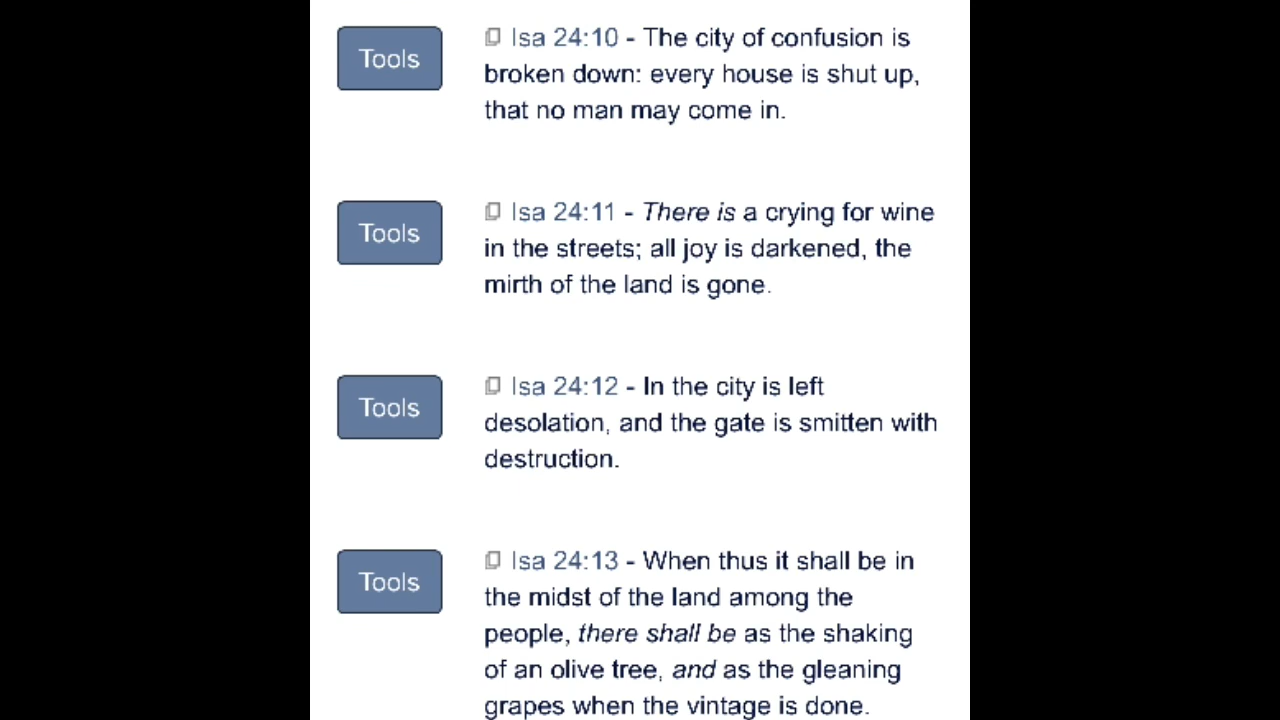 Tools
Isa 24:10 - The city of confusion is
broken down: every house is shut up,
that no man may come in.
Tools
Isa 24:11 - There is a crying for wine
in the streets; all joy is darkened, the
mirth of the land is gone.
Tools
Isa 24:12 - In the city is left
desolation, and the gate is smitten with
destruction.
Tools
Isa 24:13 - When thus it shall be in
the midst of the land among the
people, there shall be as the shaking
of an olive tree, and as the gleaning
grapes when the vintage is done.